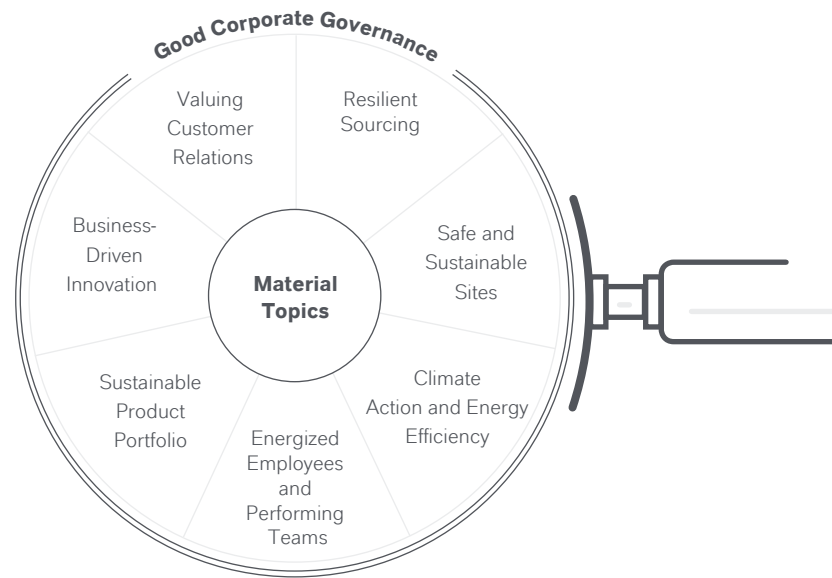 Good Corporate Governance
Valuing
Customer
Relations
Resilient
Sourcing
Business-
Driven
Innovation
Safe and
Sustainable
Sites
Material
Topics
Sustainable
Product
Portfolio
Climate
Action and Energy
Efficiency
Energized
Employees
and
Performing
Teams